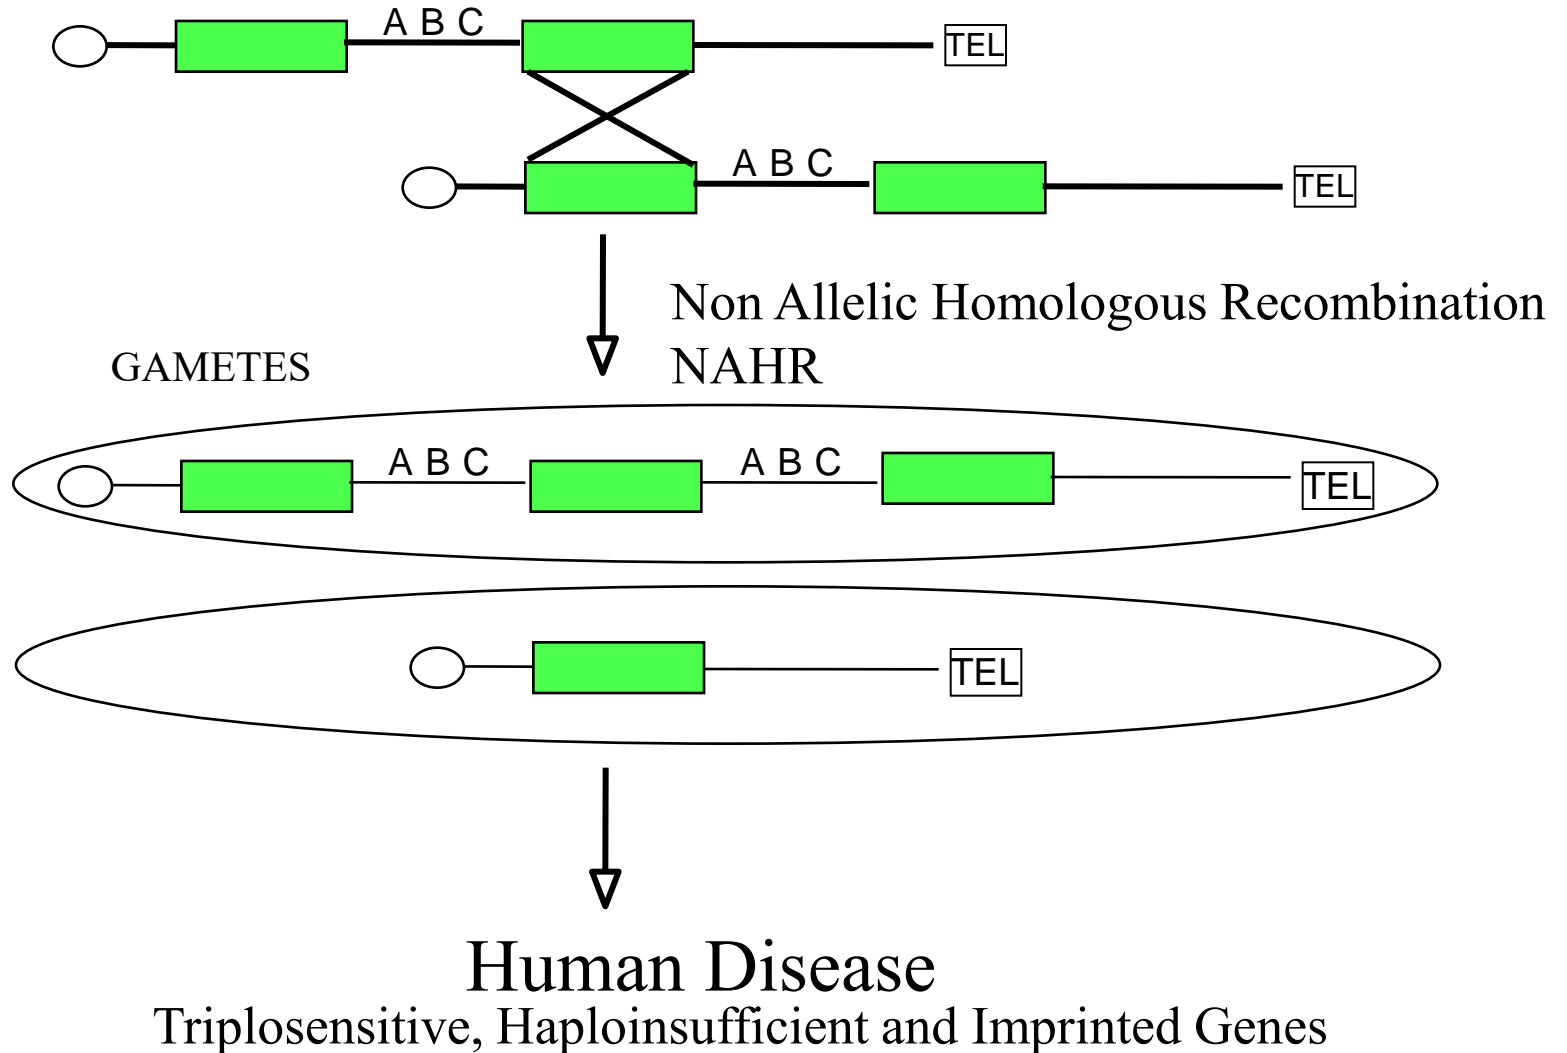 A B C
TEL
A B C
TEL
Non Allelic Homologous Recombination
NAHR
GAMETES
A B C A B C
TEL
TEL
Human Disease
Triplosensitive, Haploinsufficient and Imprinted Genes